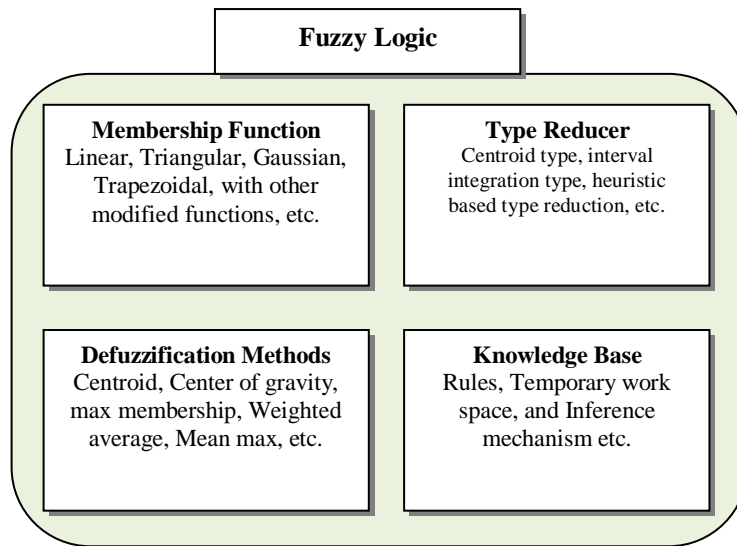 Fuzzy Logic
Membership Function
Linear, Triangular, Gaussian,
Trapezoidal, with other
modified functions, etc.
Type Reducer
Centroid type, interval
integration type, heuristic
based type reduction, etc.
Defuzzification Methods
Centroid, Center of gravity,
max membership, Weighted
average, Mean max, etc.
Knowledge Base
Rules, Temporary work
space, and Inference
mechanism etc.